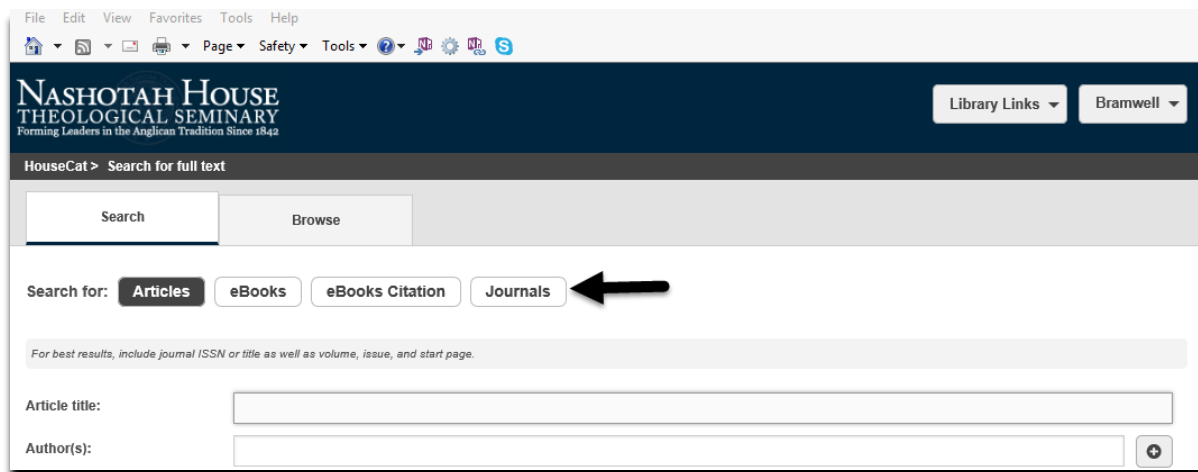 File Edit View Favorites Tools Help
Page Safety Tools
NASHOTAH HOUSE
THEOLOGICAL SEMINARY
Forming Leaders in the Anglican Tradition Since 1842
Library Links
Bramwell
HouseCat > Search for full text
Search
Browse
Search for: Articles eBooks eBooks Citation Journals
For best results, include journal ISSN or title as well as volume, issue, and start page.
Article title:
Author(s):